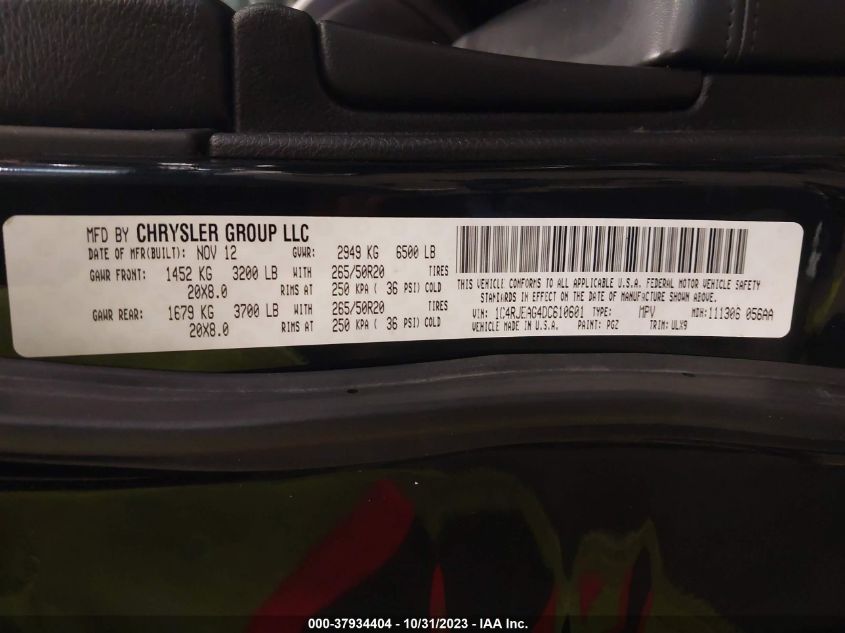 MFD BY CHRYSLER GROUP LLC
DATE OF MFR(BUILT): NOV 12 GVWR: 2949 KG 6500 LB
GAWR FRONT: 1452 KG 3200 LB WITH 265/50R20 TIRES
20X8.0 RIMS AT 250 KPA ( 36 PSI) COLD
GAWR REAR: 1679 KG 3700 LB WITH 265/50R20 TIRES
20X8.0 RIMS AT 250 KPA ( 36 PSI) COLD
THIS VEHICLE CONFORMS TO ALL APPLICABLE U.S.A. FEDERAL MOTOR VEHICLE SAFETY
STANDARDS IN EFFECT ON THE DATE OF MANUFACTURE SHOWN ABOVE.
VIN: 1C4RJEAG4DC610601 TYPE: MPV MDH: 111306 056AA
VEHICLE MADE IN U.S.A. PAINT: PGZ TRIM: ULX9
000-37934404 - 10/31/2023 - IAA Inc.